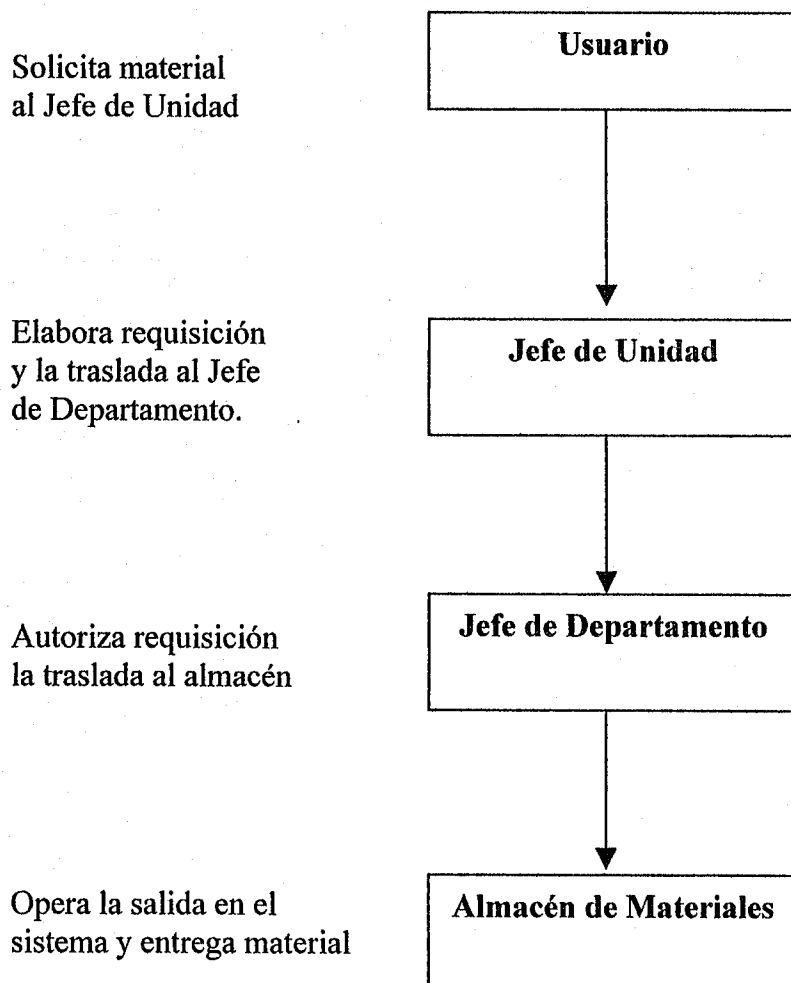 Usuario
Solicita material
al Jefe de Unidad
Jefe de Unidad
Elabora requisición
y la traslada al Jefe
de Departamento.
Jefe de Departamento
Autoriza requisición
la traslada al almacén
Almacén de Materiales
Opera la salida en el
sistema y entrega material